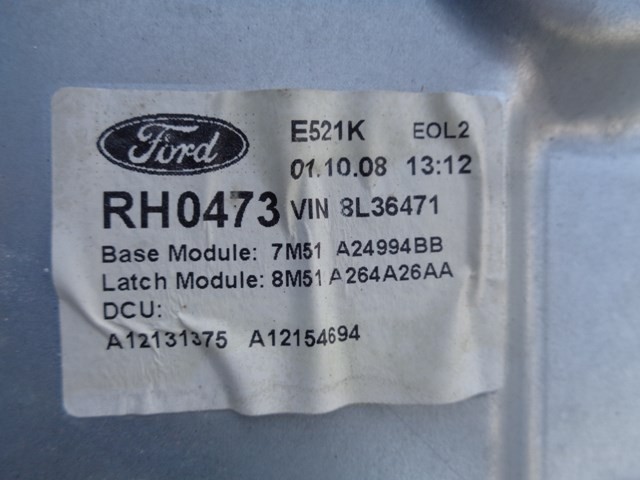 Ford E521K EOL2
01.10.08 13:12
RH0473 VIN 8L36471
Base Module: 7M51 A24994BB
Latch Module: 8M51 A264A26AA
DCU:
A12131375 A12154694